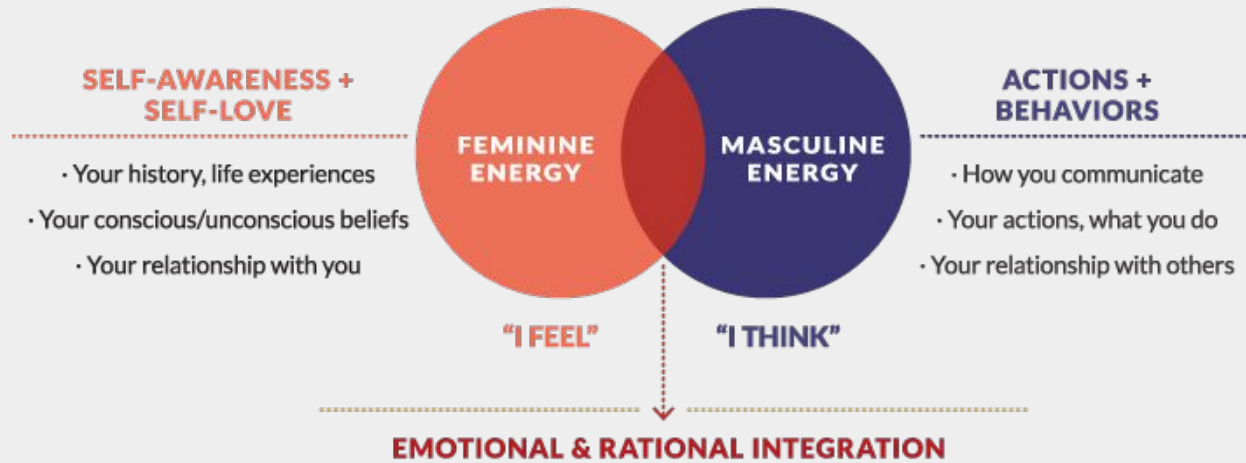 SELF-AWARENESS +
SELF-LOVE
· Your history, life experiences
· Your conscious/unconscious beliefs
· Your relationship with you
FEMININE
ENERGY
MASCULINE
ENERGY
ACTIONS +
BEHAVIORS
· How you communicate
· Your actions, what you do
· Your relationship with others
“I FEEL”
“I THINK”
EMOTIONAL & RATIONAL INTEGRATION